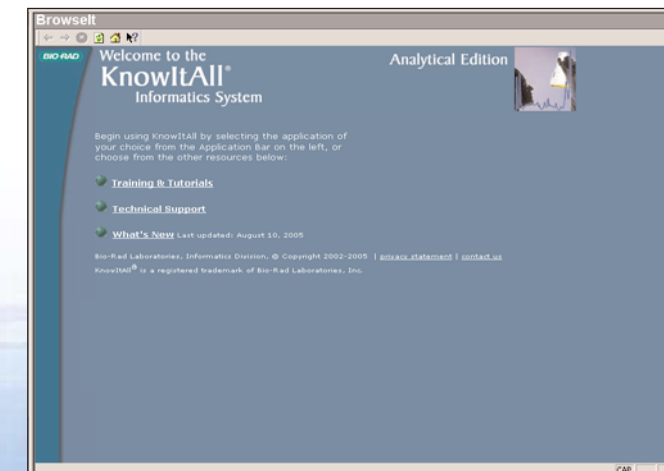 BrowseIt
BIO-RAD
Welcome to the
KnowItAll®
Informatics System
Analytical Edition
Begin using KnowItAll by selecting the application of
your choice from the Application Bar on the left, or
choose from the other resources below:
Training & Tutorials
Technical Support
What's New Last updated: August 10, 2005
Bio-Rad Laboratories, Informatics Division, © Copyright 2002-2005 | privacy statement | contact us
KnowItAll® is a registered trademark of Bio-Rad Laboratories, Inc.
CAP